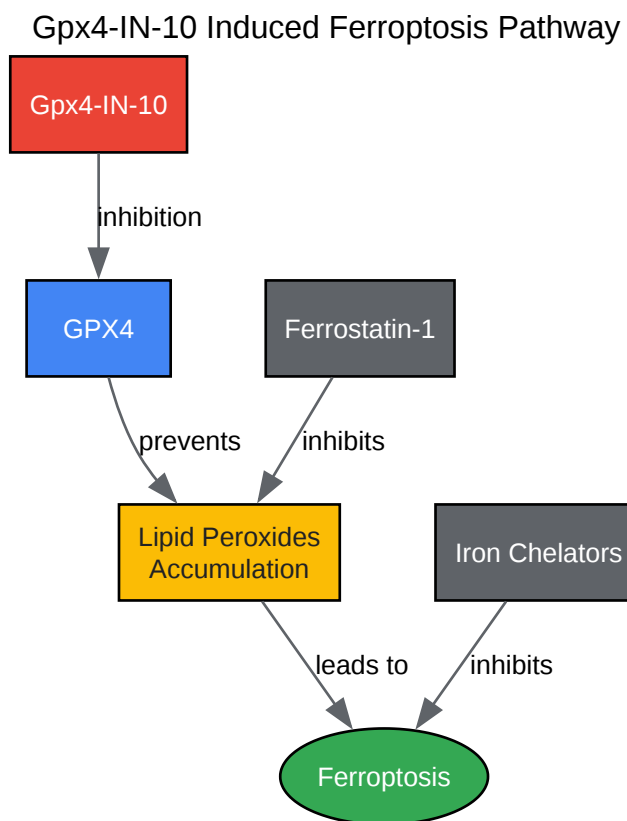 Gpx4-IN-10 Induced Ferroptosis Pathway
Gpx4-IN-10
inhibition
GPX4
Ferrostatin-1
prevents
inhibits
Lipid Peroxides
Accumulation
Iron Chelators
leads to
inhibits
Ferroptosis